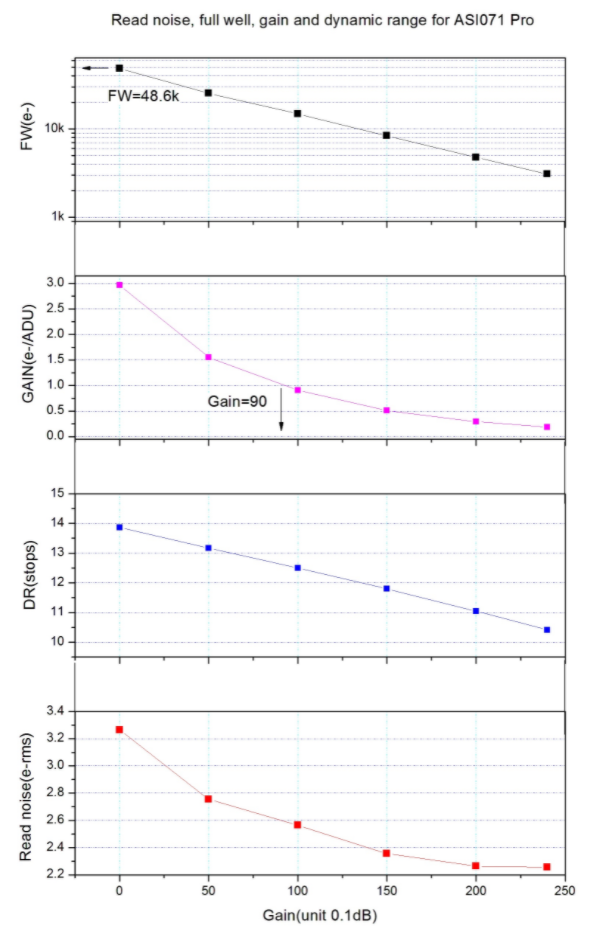 Read noise, full well, gain and dynamic range for ASI071 Pro
FW(e-)
10k
1k
FW=48.6k
GAIN(e-/ADU)
3.0
2.5
2.0
1.5
1.0
0.5
0.0
Gain=90
DR(stops)
15
14
13
12
11
10
Read noise(e-rms)
3.4
3.2
3.0
2.8
2.6
2.4
2.2
0 50 100 150 200 250
Gain(unit 0.1dB)